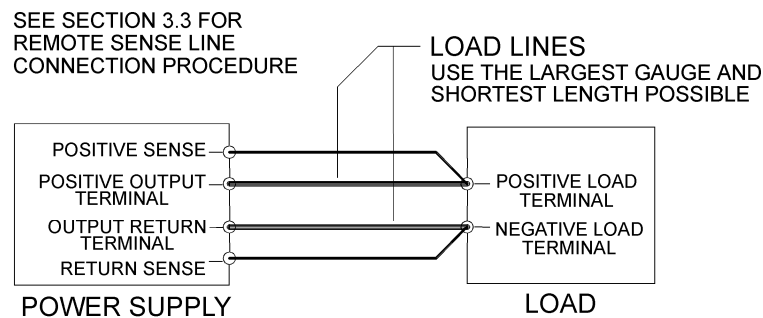 SEE SECTION 3.3 FOR
REMOTE SENSE LINE
CONNECTION PROCEDURE
LOAD LINES
USE THE LARGEST GAUGE AND
SHORTEST LENGTH POSSIBLE
POSITIVE SENSE
POSITIVE OUTPUT
TERMINAL
OUTPUT RETURN
TERMINAL
RETURN SENSE
POSITIVE LOAD
TERMINAL
NEGATIVE LOAD
TERMINAL
POWER SUPPLY
LOAD